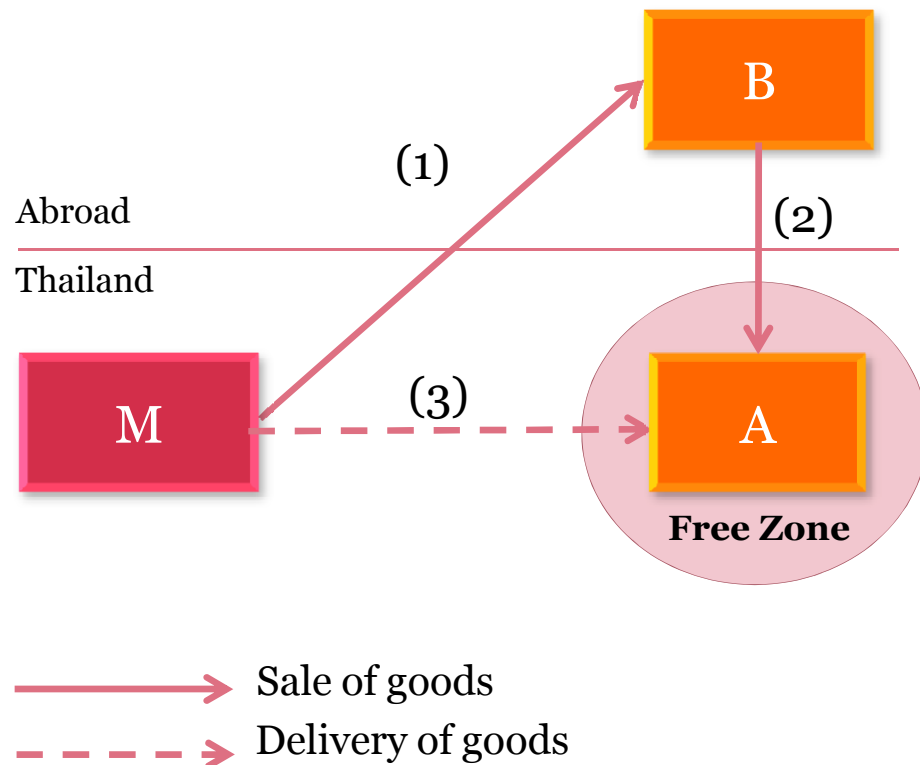 B
(1)
Abroad
(2)
Thailand
M
(3)
A
Free Zone
Sale of goods
Delivery of goods